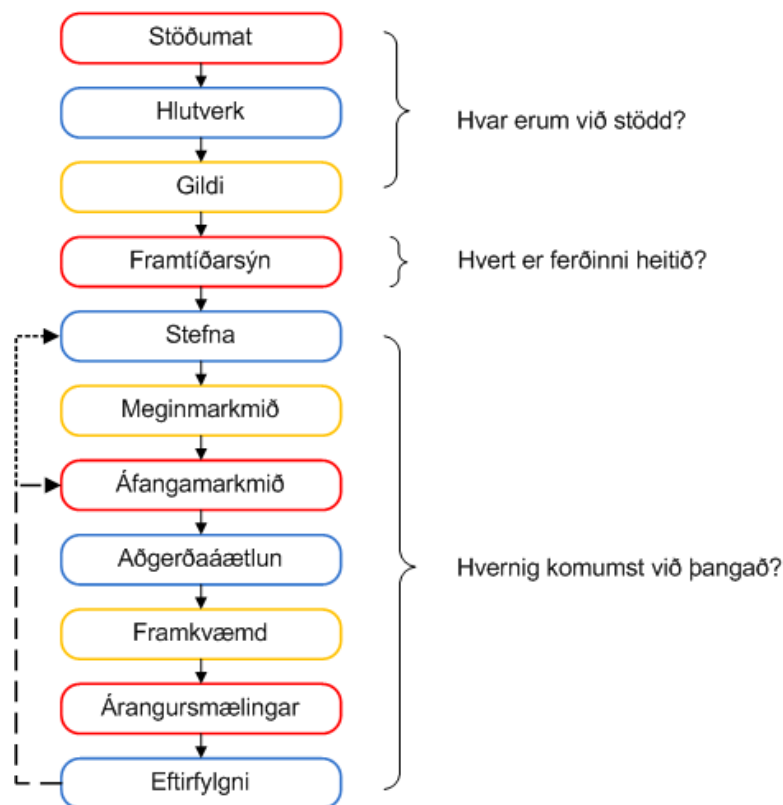 Stöðumat
Hlutverk
Hvar erum við stödd?
Gildi
Framtíðarsýn
Hvert er ferðinni heitið?
Stefna
Meginmarkmið
Áfangamarkmið
Aðgerðaáætlun
Hvernig komumst við þangað?
Framkvæmd
Árangursmælingar
Eftirfylgni